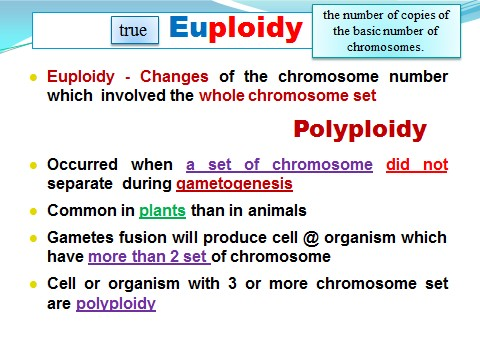 true
Euploidy
the number of copies of
the basic number of
chromosomes.
Euploidy - Changes of the chromosome number
which involved the whole chromosome set
Polyploidy
Occurred when a set of chromosome did not
separate during gametogenesis
Common in plants than in animals
Gametes fusion will produce cell @ organism which
have more than 2 set of chromosome
Cell or organism with 3 or more chromosome set
are polyploidy